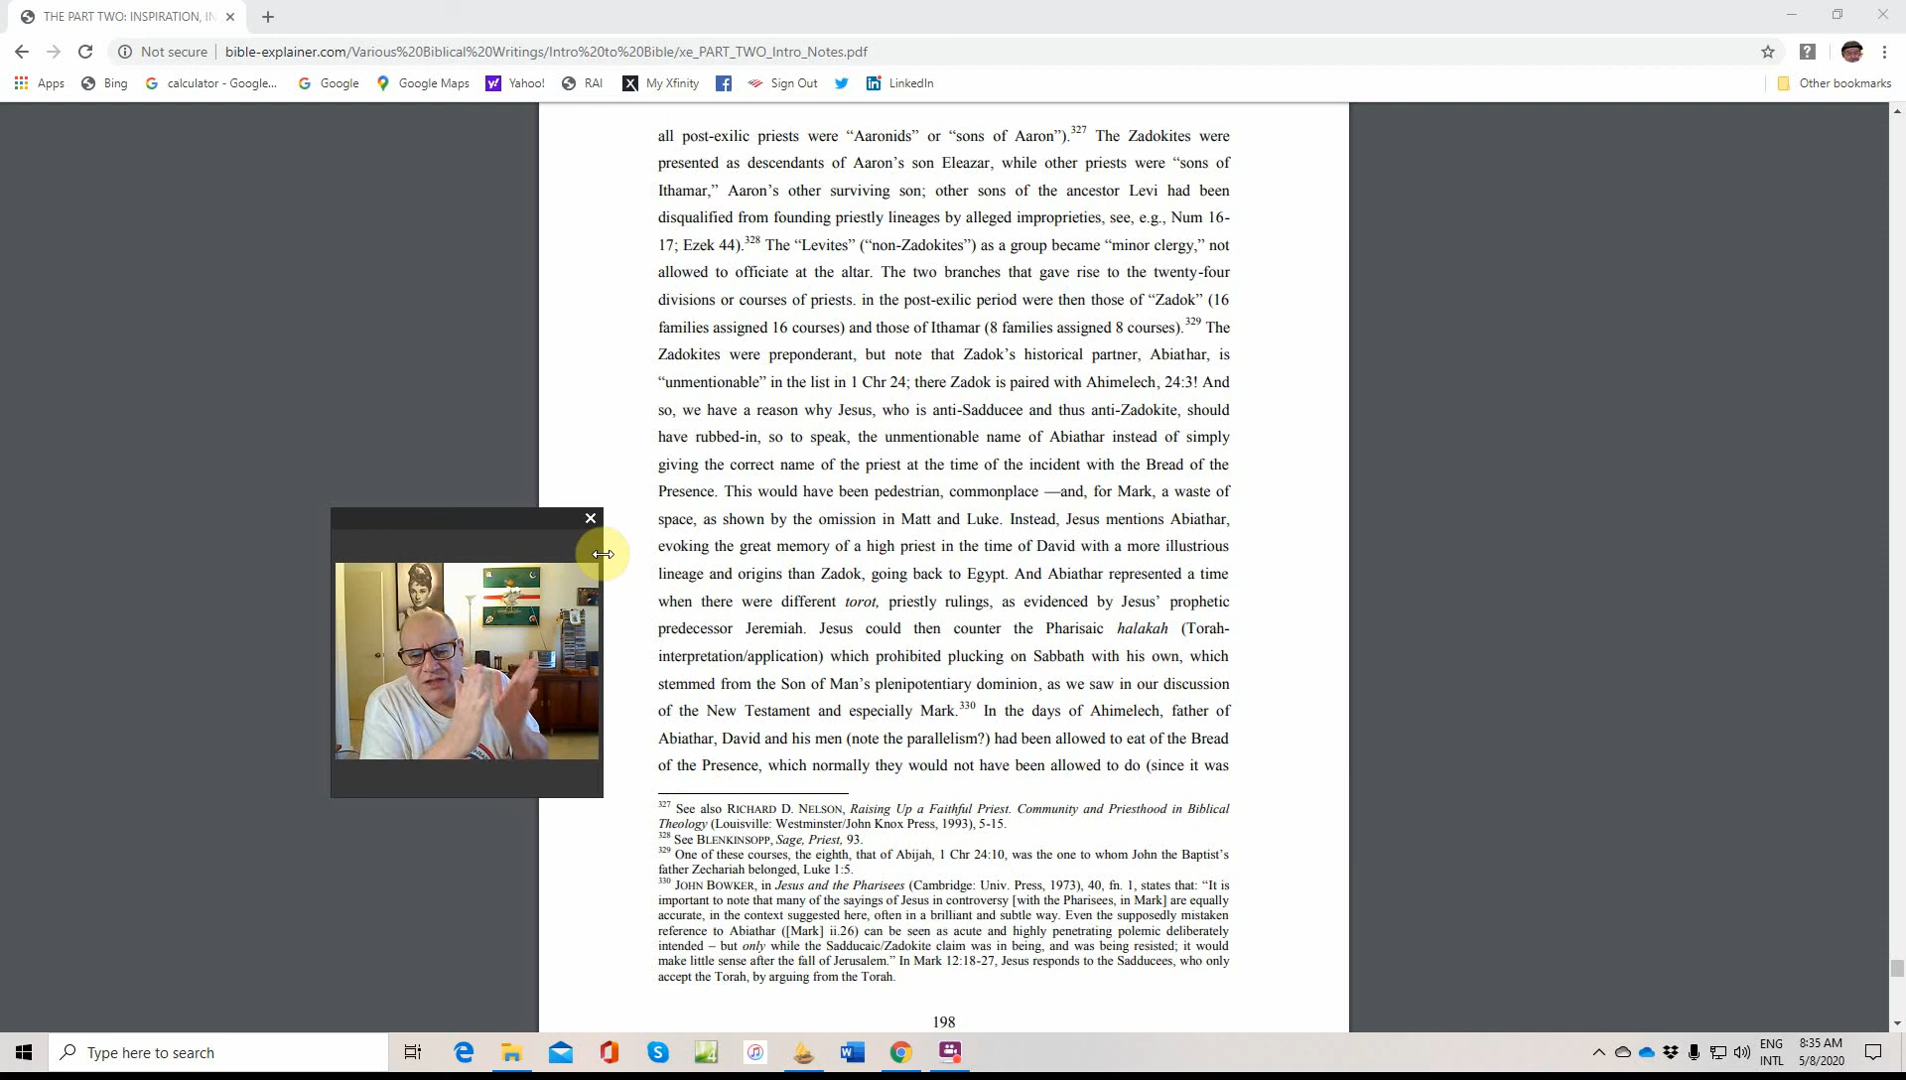 THE PART TWO: INSPIRATION, IN
Not secure
bible-explainer.com/Various%20Biblical%20Writings/Intro%20to%20Bible/xe_PART_TWO_Intro_Notes.pdf
Apps Bing calculator - Google... Google Google Maps Yahoo! RAI My Xfinity Sign Out LinkedIn Other bookmarks
all post-exilic priests were “Aaronids” or “sons of Aaron”).327 The Zadokites were
presented as descendants of Aaron’s son Eleazar, while other priests were “sons of
Ithamar,” Aaron’s other surviving son; other sons of the ancestor Levi had been
disqualified from founding priestly lineages by alleged improprieties, see, e.g., Num 16-
17; Ezek 44).328 The “Levites” (“non-Zadokites”) as a group became “minor clergy,” not
allowed to officiate at the altar. The two branches that gave rise to the twenty-four
divisions or courses of priests. in the post-exilic period were then those of “Zadok” (16
families assigned 16 courses) and those of Ithamar (8 families assigned 8 courses).329 The
Zadokites were preponderant, but note that Zadok’s historical partner, Abiathar, is
“unmentionable” in the list in 1 Chr 24; there Zadok is paired with Ahimelech, 24:3! And
so, we have a reason why Jesus, who is anti-Sadducee and thus anti-Zadokite, should
have rubbed-in, so to speak, the unmentionable name of Abiathar instead of simply
giving the correct name of the priest at the time of the incident with the Bread of the
Presence. This would have been pedestrian, commonplace —and, for Mark, a waste of
space, as shown by the omission in Matt and Luke. Instead, Jesus mentions Abiathar,
evoking the great memory of a high priest in the time of David with a more illustrious
lineage and origins than Zadok, going back to Egypt. And Abiathar represented a time
when there were different torot, priestly rulings, as evidenced by Jesus’ prophetic
predecessor Jeremiah. Jesus could then counter the Pharisaic halakah (Torah-
interpretation/application) which prohibited plucking on Sabbath with his own, which
stemmed from the Son of Man’s plenipotentiary dominion, as we saw in our discussion
of the New Testament and especially Mark.330 In the days of Ahimelech, father of
Abiathar, David and his men (note the parallelism?) had been allowed to eat of the Bread
of the Presence, which normally they would not have been allowed to do (since it was
327 See also RICHARD D. NELSON, Raising Up a Faithful Priest. Community and Priesthood in Biblical
Theology (Louisville: Westminster/John Knox Press, 1993), 5-15.
328 See BLENKINSOPP, Sage, Priest, 93.
329 One of these courses, the eighth, that of Abijah, 1 Chr 24:10, was the one to whom John the Baptist’s
father Zechariah belonged, Luke 1:5.
330 JOHN BOWKER, in Jesus and the Pharisees (Cambridge: Univ. Press, 1973), 40, fn. 1, states that: “It is
important to note that many of the sayings of Jesus in controversy [with the Pharisees, in Mark] are equally
accurate, in the context suggested here, often in a brilliant and subtle way. Even the supposedly mistaken
reference to Abiathar ([Mark] ii.26) can be seen as acute and highly penetrating polemic deliberately
intended – but only while the Sadducaic/Zadokite claim was in being, and was being resisted; it would
make little sense after the fall of Jerusalem.” In Mark 12:18-27, Jesus responds to the Sadducees, who only
accept the Torah, by arguing from the Torah.
198
Type here to search
ENG 8:35 AM
INTL 5/8/2020